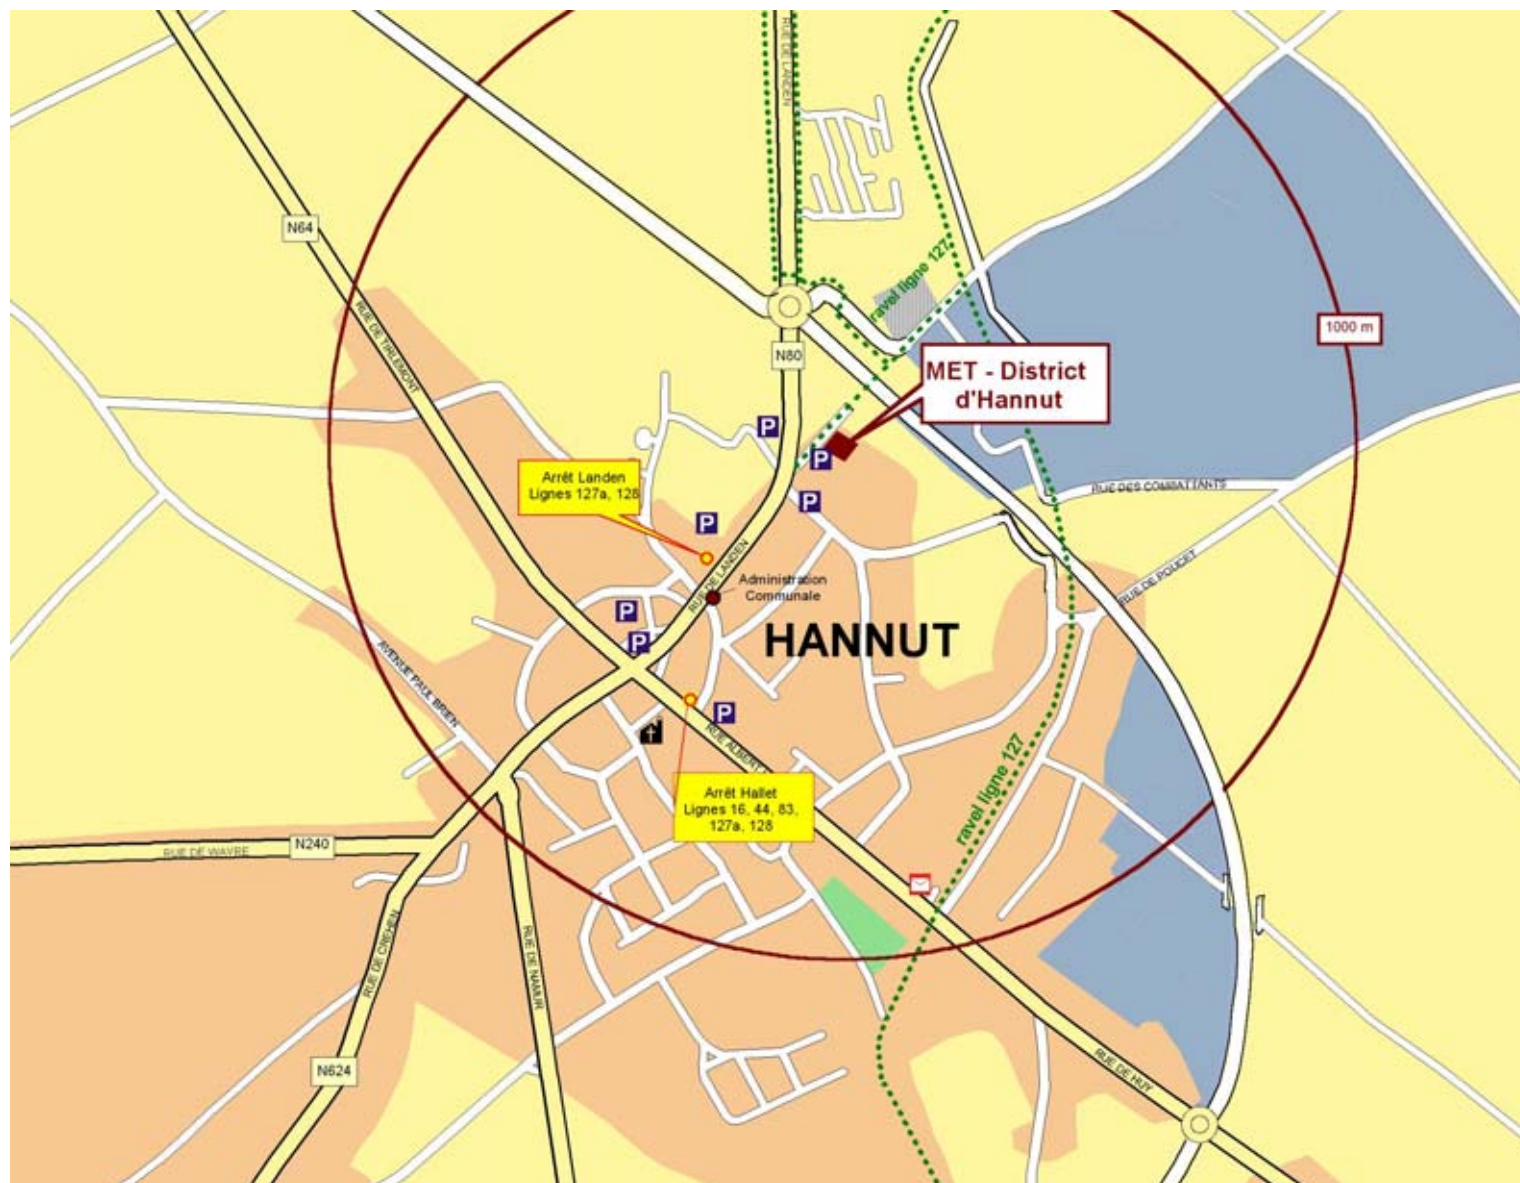 RUE DE LANDEN
N64
ravel ligne 127
1000 m
RUE DE TIRLEMONT
N80
MET - District
d'Hannut
P
P
Arrêt Landen
Lignes 127a, 128
P
P
RUE DES COMBATTANTS
P
RUE DE LANDEN
Administration
Communale
RUE DE POUCET
P
P
HANNUT
AVENUE PAUL BRIEN
P
RUE ALBERT
ravel ligne 127
Arrêt Hallet
Lignes 16, 44, 83,
127a, 128
N240
RUE DE WAVRE
RUE DE CREHEN
RUE DE NAMUR
N624
RUE DE HUY